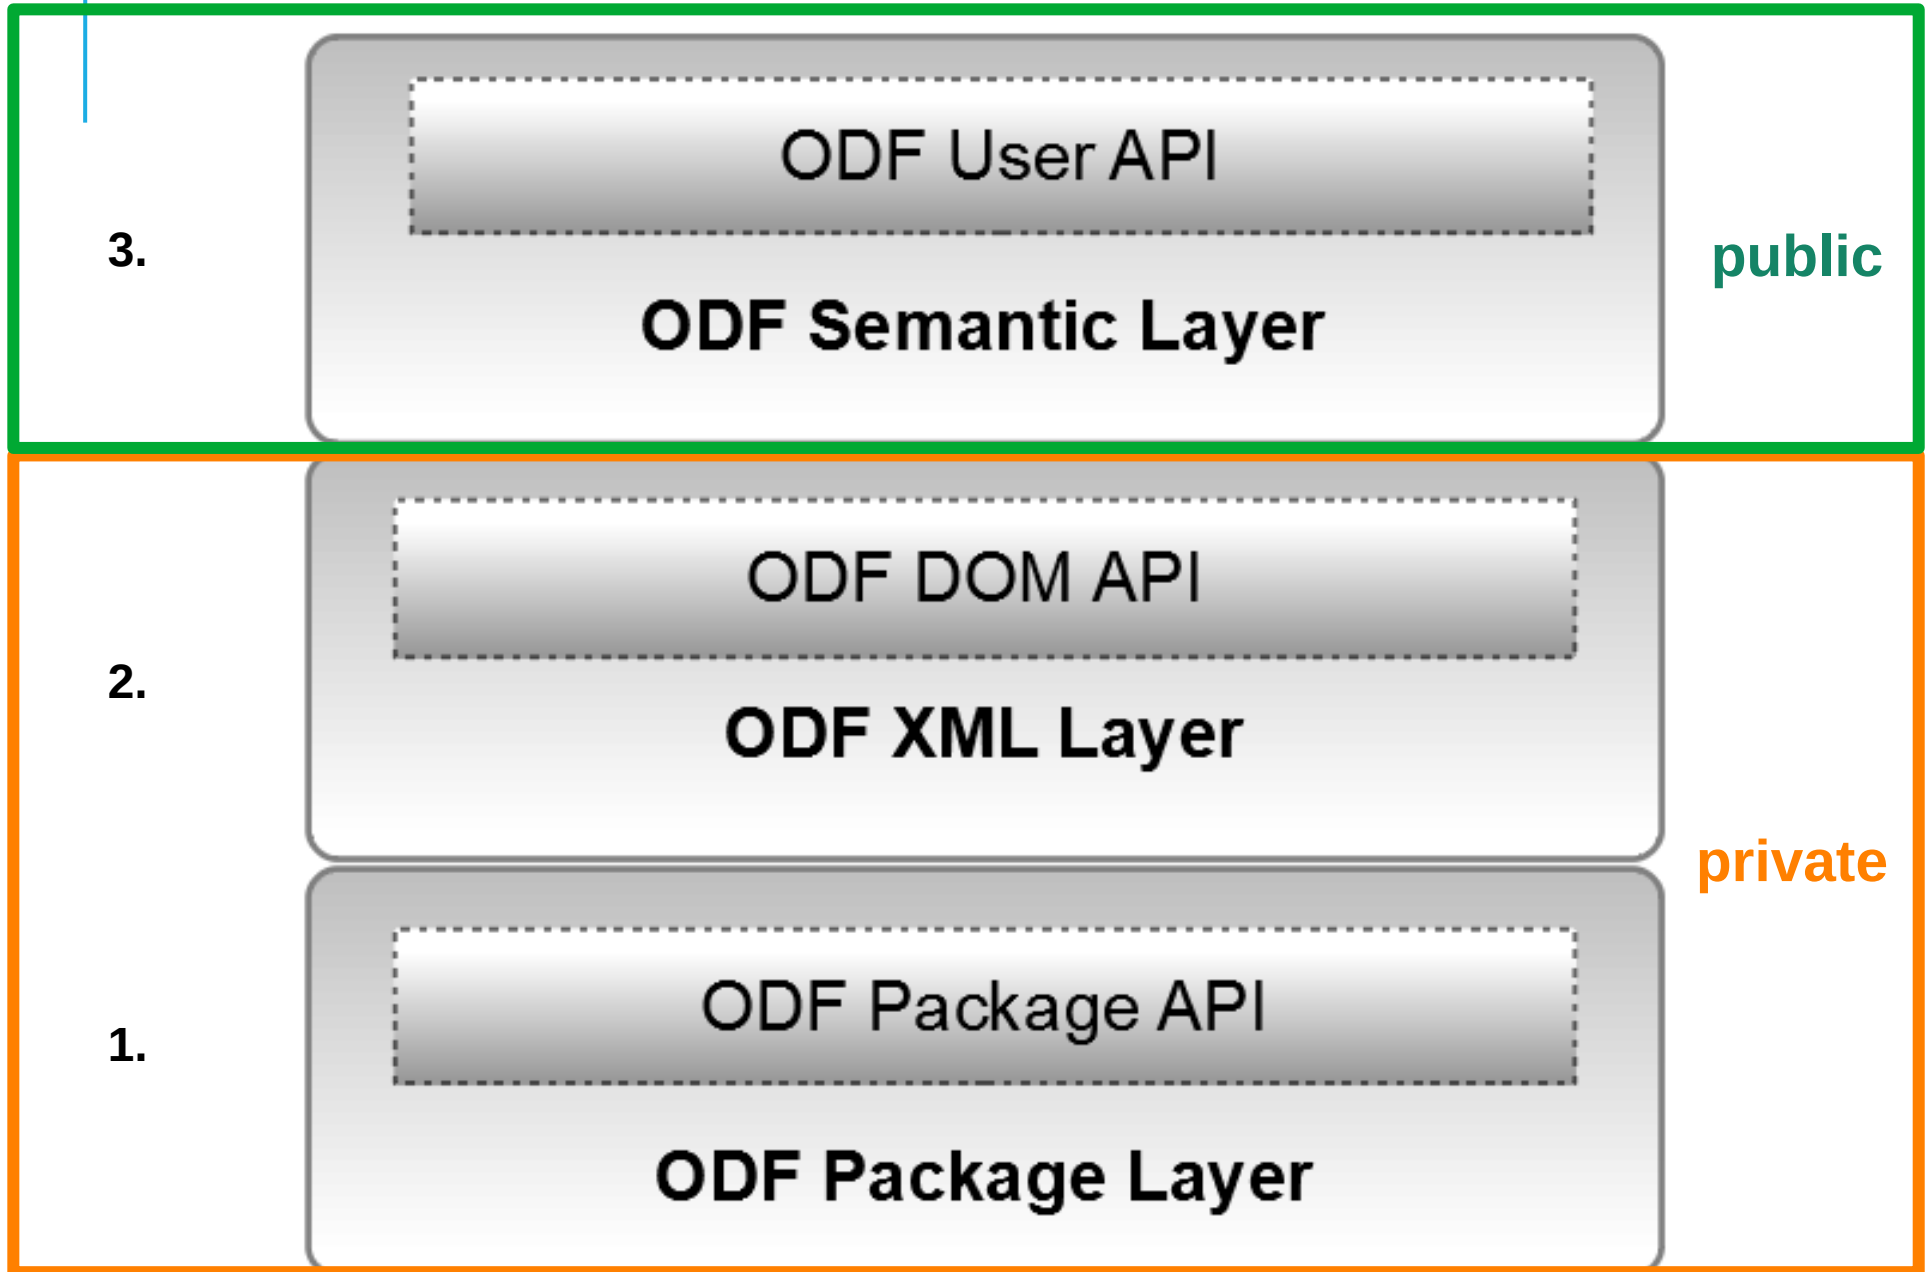 ODF User API
3.
public
ODF Semantic Layer
ODF DOM API
2.
ODF XML Layer
private
ODF Package API
1.
ODF Package Layer